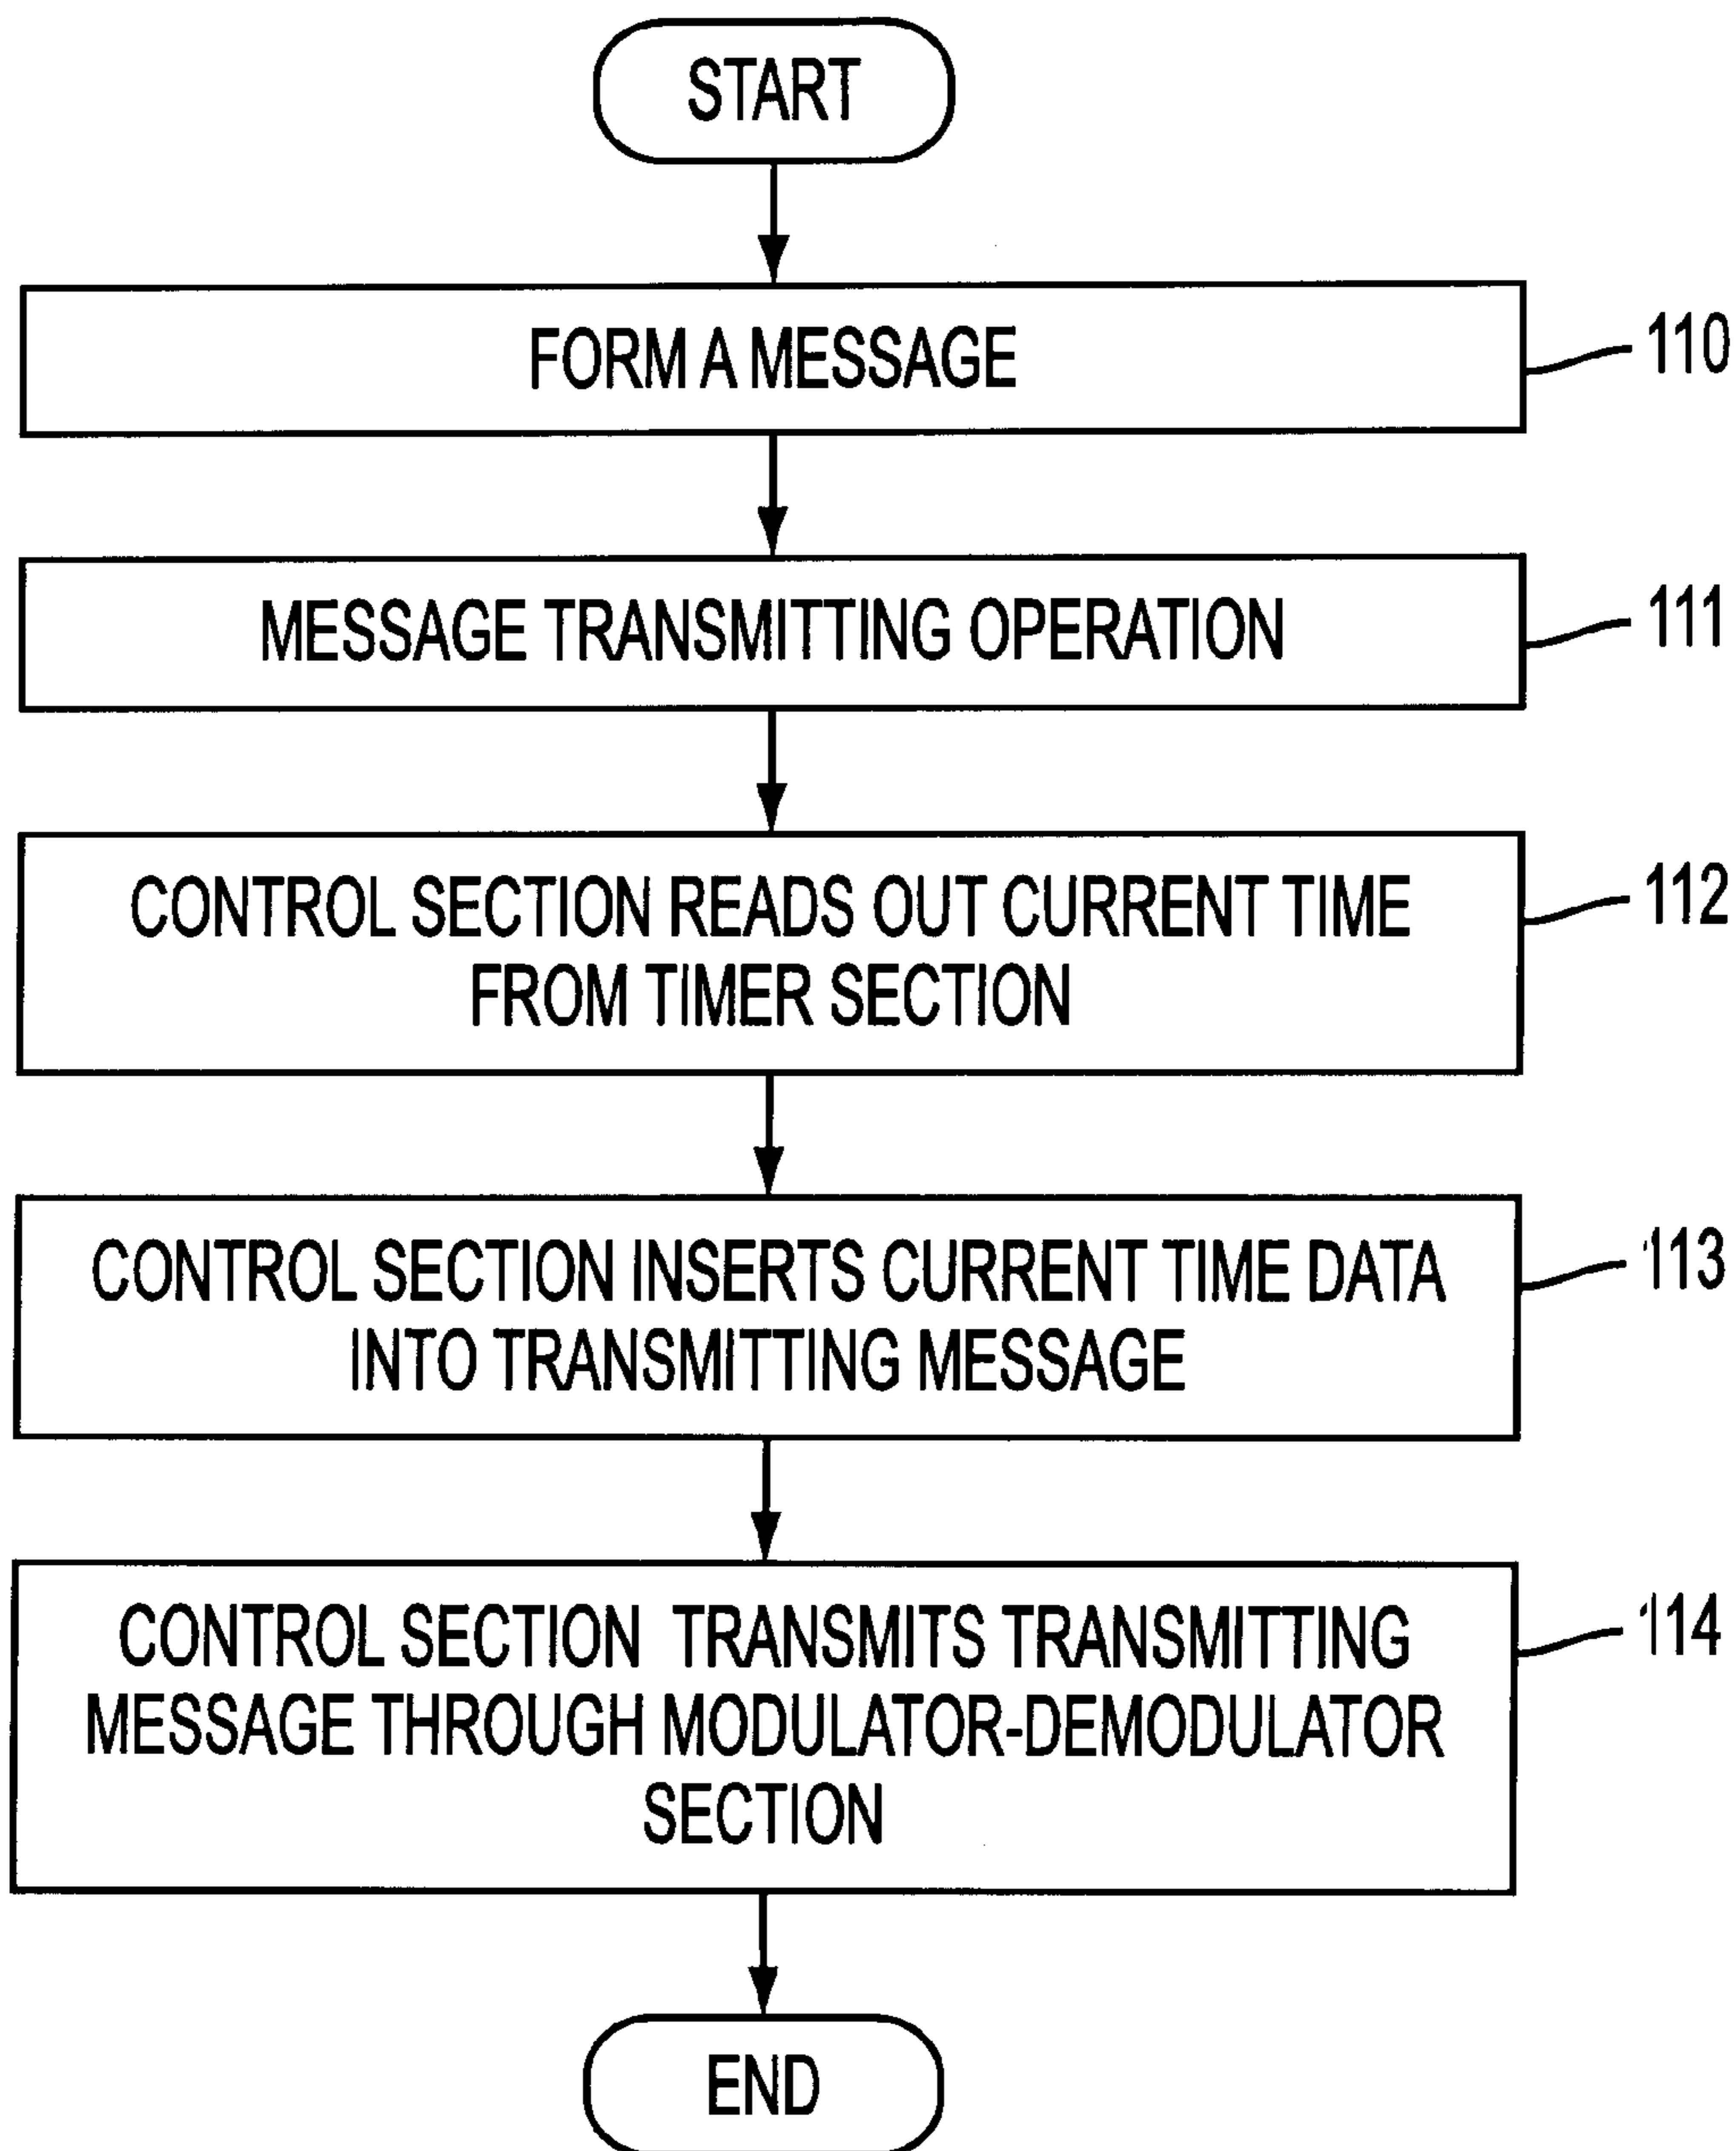 START
FORM A MESSAGE
110
MESSAGE TRANSMITTING OPERATION
111
CONTROL SECTION READS OUT CURRENT TIME
FROM TIMER SECTION
112
CONTROL SECTION INSERTS CURRENT TIME DATA
INTO TRANSMITTING MESSAGE
113
CONTROL SECTION TRANSMITS TRANSMITTING
MESSAGE THROUGH MODULATOR-DEMODULATOR
SECTION
114
END